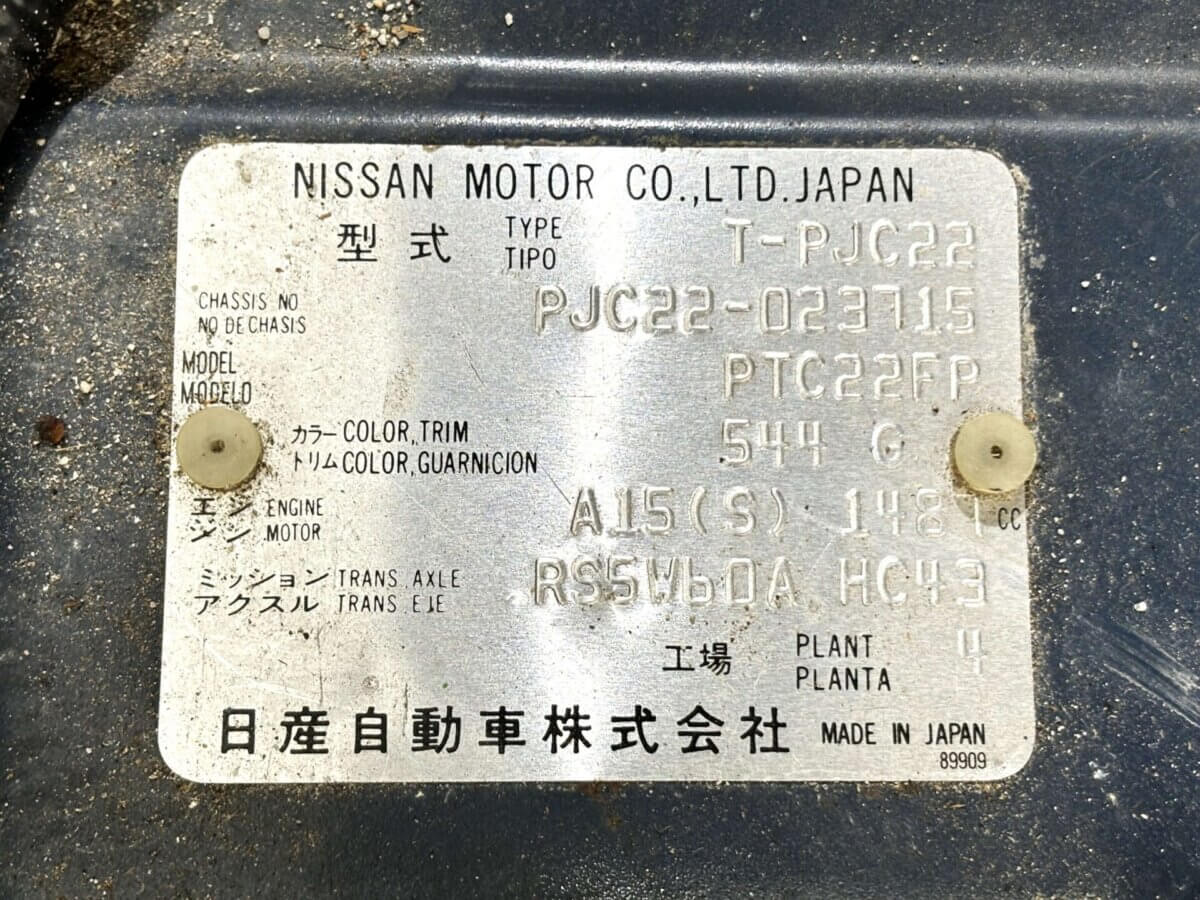 NISSAN MOTOR CO.,LTD.JAPAN
型式 TYPE T-PJC22
TIPO
CHASSIS NO PJC22-023715
NO DE CHASIS
MODEL PTC22FP
MODELO
カラー COLOR,TRIM 544 G
トリム COLOR,GUARNICION
エン ENGINE A15(S) CC
ジン MOTOR
ミッション TRANS.AXLE RS5W60A HC43
アクスル TRANS EJE
工場 PLANT 4
PLANTA
日産自動車株式会社 MADE IN JAPAN
89909